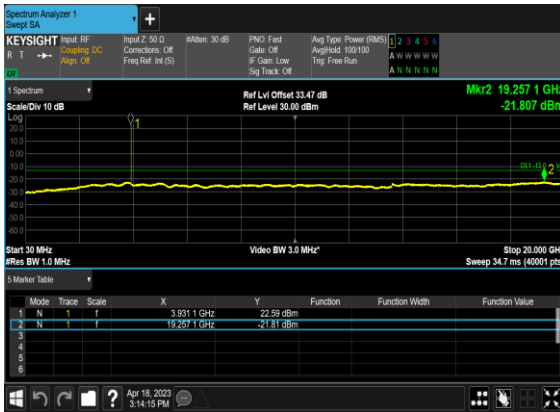 Spectrum Analyzer 1
Swept SA
+
KEYSIGHT Input: RF Input Z: 50 Ω #Atten: 30 dB PNO: Fast Avg Type: Power (RMS) 1 2 3 4 5 6
R T Coupling: DC Corrections: Off Gate: Off Avg|Hold: 100/100
Align: Off Freq Ref: Int (S) IF Gain: Low Trig: Free Run A W W W W W
LXI Sig Track: Off A N N N N N
1 Spectrum Ref Lvl Offset 33.47 dB Mkr2 19.257 1 GHz
Scale/Div 10 dB Ref Level 30.00 dBm -21.807 dBm
Log
1
20.0
10.0
0.00
-10.0
DL1 -13.0
2
-20.0
-30.0
-40.0
-50.0
-60.0
Start 30 MHz Video BW 3.0 MHz* Stop 20.000 GH
#Res BW 1.0 MHz Sweep 34.7 ms (40001 pts
5 Marker Table
Mode Trace Scale X Y Function Function Width Function Value
1 N 1 f 3.931 1 GHz 22.59 dBm
2 N 1 f 19.257 1 GHz -21.81 dBm
3
4
5
6
? Apr 18, 2023
3:14:15 PM